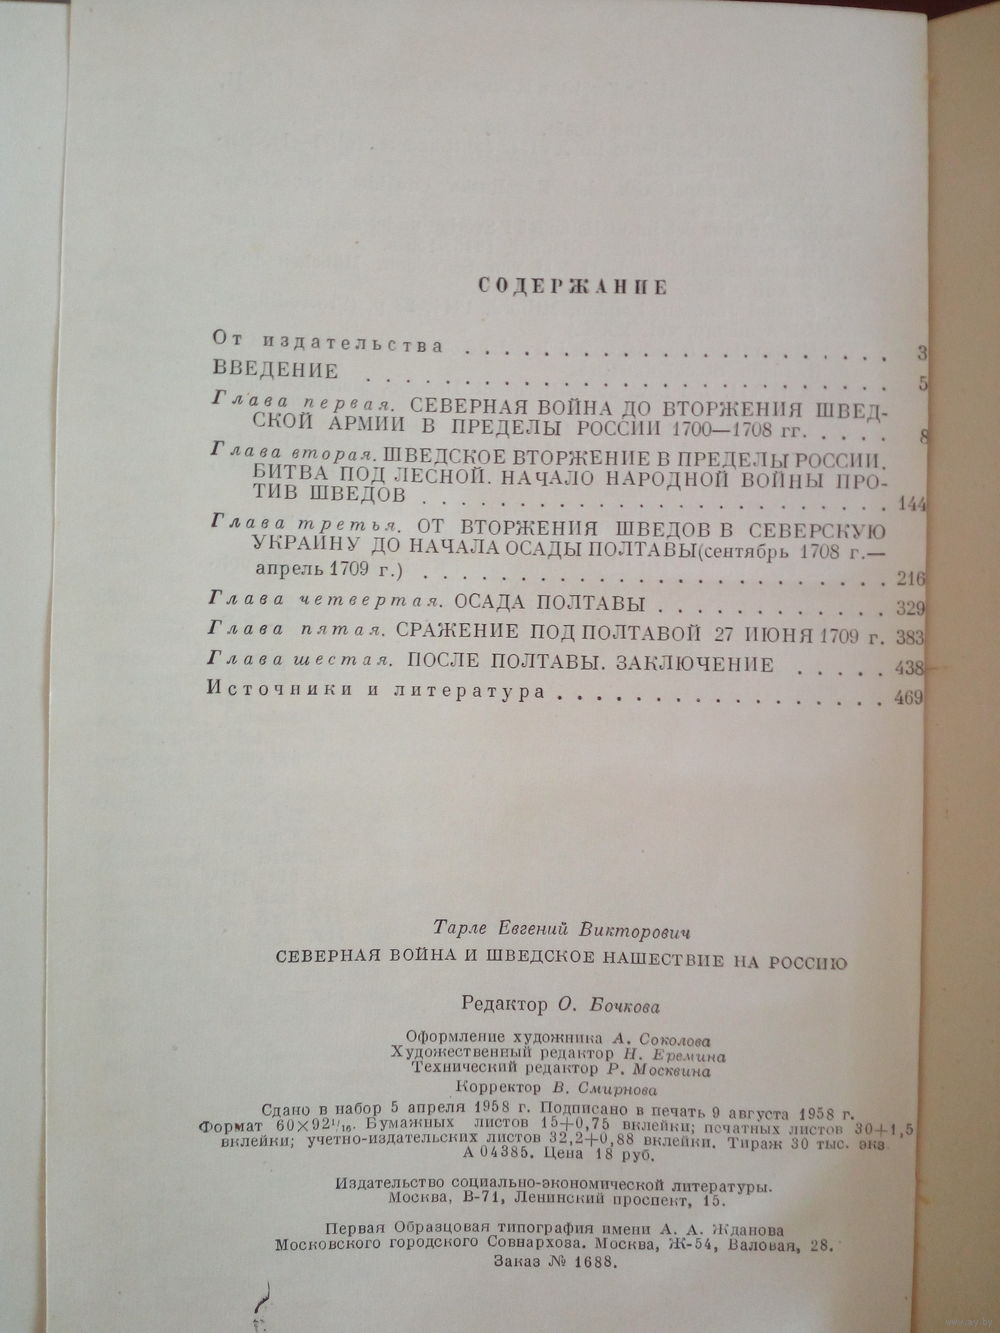 СОДЕРЖАНИЕ
От издательства . . . . . . . . . . . . . . . . . . . . . . 3
ВВЕДЕНИЕ . . . . . . . . . . . . . . . . . . . . . . . . . 5
Глава первая. СЕВЕРНАЯ ВОЙНА ДО ВТОРЖЕНИЯ ШВЕД-
СКОЙ АРМИИ В ПРЕДЕЛЫ РОССИИ 1700—1708 гг. . . . . 8
Глава вторая. ШВЕДСКОЕ ВТОРЖЕНИЕ В ПРЕДЕЛЫ РОССИИ.
БИТВА ПОД ЛЕСНОЙ. НАЧАЛО НАРОДНОЙ ВОЙНЫ ПРО-
ТИВ ШВЕДОВ . . . . . . . . . . . . . . . . . . . . . . . 144
Глава третья. ОТ ВТОРЖЕНИЯ ШВЕДОВ В СЕВЕРСКУЮ
УКРАИНУ ДО НАЧАЛА ОСАДЫ ПОЛТАВЫ(сентябрь 1708 г.—
апрель 1709 г.) . . . . . . . . . . . . . . . . . . . . . . . 216
Глава четвертая. ОСАДА ПОЛТАВЫ . . . . . . . . . . . . 329
Глава пятая. СРАЖЕНИЕ ПОД ПОЛТАВОЙ 27 ИЮНЯ 1709 г. 383
Глава шестая. ПОСЛЕ ПОЛТАВЫ. ЗАКЛЮЧЕНИЕ . . . . . 438
Источники и литература . . . . . . . . . . . . . . . . . 469
Тарле Евгений Викторович
СЕВЕРНАЯ ВОЙНА И ШВЕДСКОЕ НАШЕСТВИЕ НА РОССИЮ
Редактор О. Бочкова
Оформление художника А. Соколова
Художественный редактор Н. Еремина
Технический редактор Р. Москвина
Корректор В. Смирнова
Сдано в набор 5 апреля 1958 г. Подписано в печать 9 августа 1958 г.
Формат 60×92¹/₁₆. Бумажных листов 15+0,75 вклейки; печатных листов 30+1,5
вклейки; учетно-издательских листов 32,2+0,88 вклейки. Тираж 30 тыс. экз
А 04385. Цена 18 руб.
Издательство социально-экономической литературы.
Москва, В-71, Ленинский проспект, 15.
Первая Образцовая типография имени А. А. Жданова
Московского городского Совнархоза. Москва, Ж-54, Валовая, 28.
Заказ № 1688.
www.ay.by